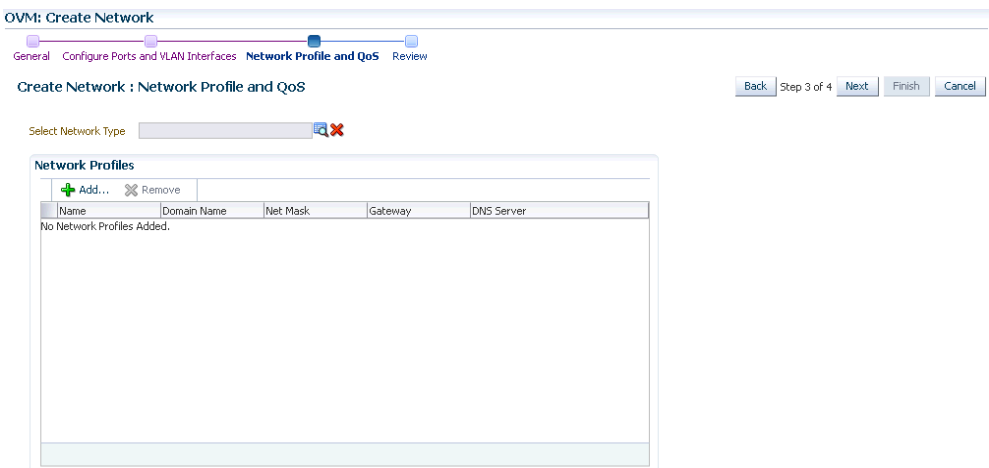 OVM: Create Network
General Configure Ports and VLAN Interfaces Network Profile and QoS Review
Create Network : Network Profile and QoS
Back Step 3 of 4 Next Finish Cancel
Select Network Type
Network Profiles
Add... Remove
Name Domain Name Net Mask Gateway DNS Server
No Network Profiles Added.